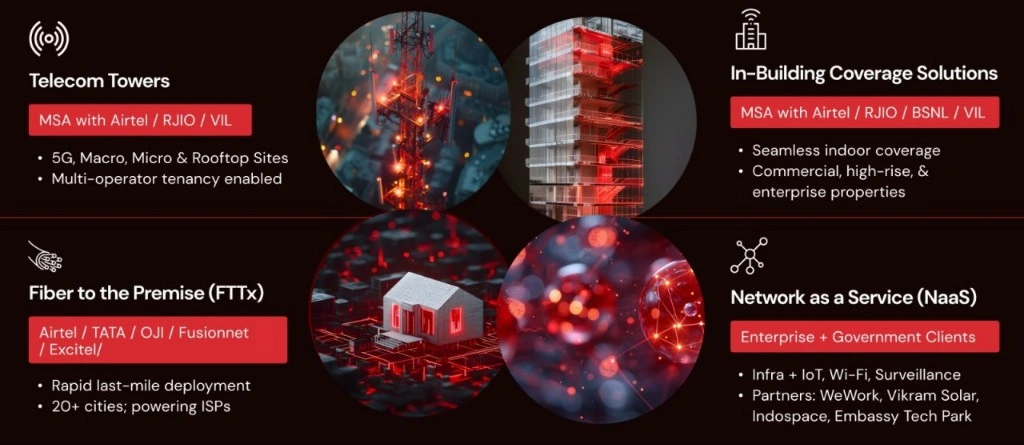 Telecom Towers
MSA with Airtel / RJIO / VIL
• 5G, Macro, Micro & Rooftop Sites
• Multi-operator tenancy enabled
In-Building Coverage Solutions
MSA with Airtel / RJIO / BSNL / VIL
• Seamless indoor coverage
• Commercial, high-rise, &
enterprise properties
Fiber to the Premise (FTTx)
Airtel / TATA / OJI / Fusionnet
/ Excitel/
• Rapid last-mile deployment
• 20+ cities; powering ISPs
Network as a Service (NaaS)
Enterprise + Government Clients
• Infra + IoT, Wi-Fi, Surveillance
• Partners: WeWork, Vikram Solar,
Indospace, Embassy Tech Park